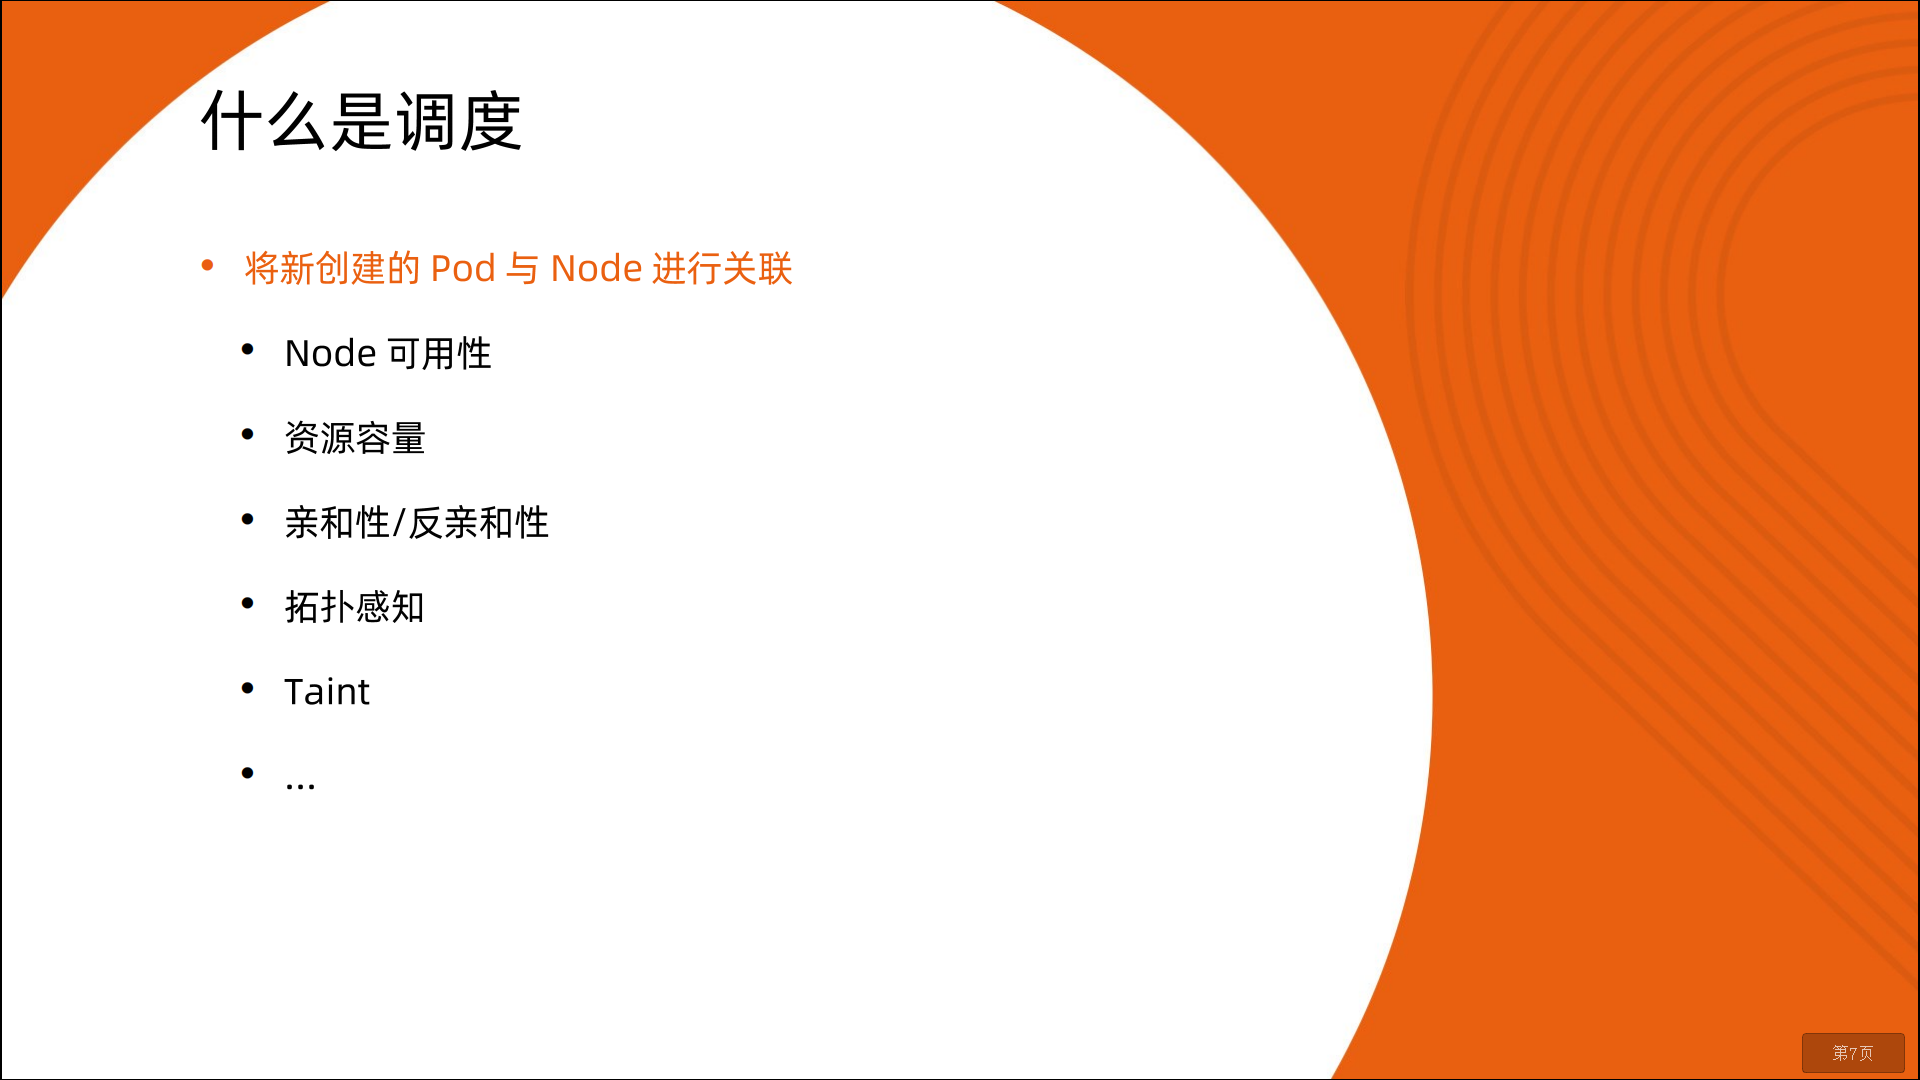 什么是调度
• 将新创建的 Pod 与 Node 进行关联
• Node 可用性
• 资源容量
• 亲和性/反亲和性
• 拓扑感知
• Taint
• ...
第7页